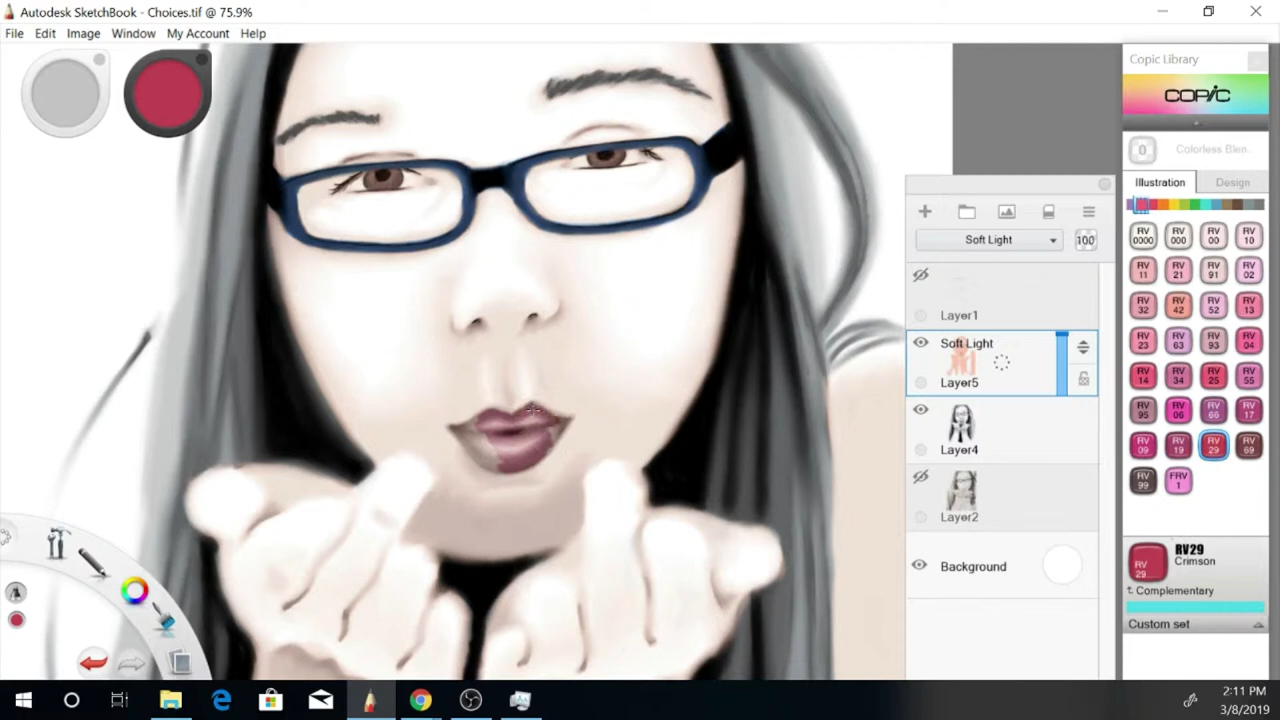 Autodesk SketchBook - Choices.tif @ 75.9%
File Edit Image Window My Account Help
Copic Library
COPIC
0 Colorless Blen.
Illustration Design
Soft Light 100
RV 0000 RV 000 RV 00 RV 10
RV 11 RV 21 RV 91 RV 02
RV 32 RV 42 RV 52 RV 13
RV 23 RV 63 RV 93 RV 04
RV 14 RV 34 RV 25 RV 55
RV 95 RV 06 RV 66 RV 17
RV 09 RV 19 RV 29 RV 69
RV 99 FRV 1
Layer1
Soft Light
Layer5
Layer4
Layer2
Background
RV 29
RV29
Crimson
Complementary
Custom set
2:11 PM
3/8/2019